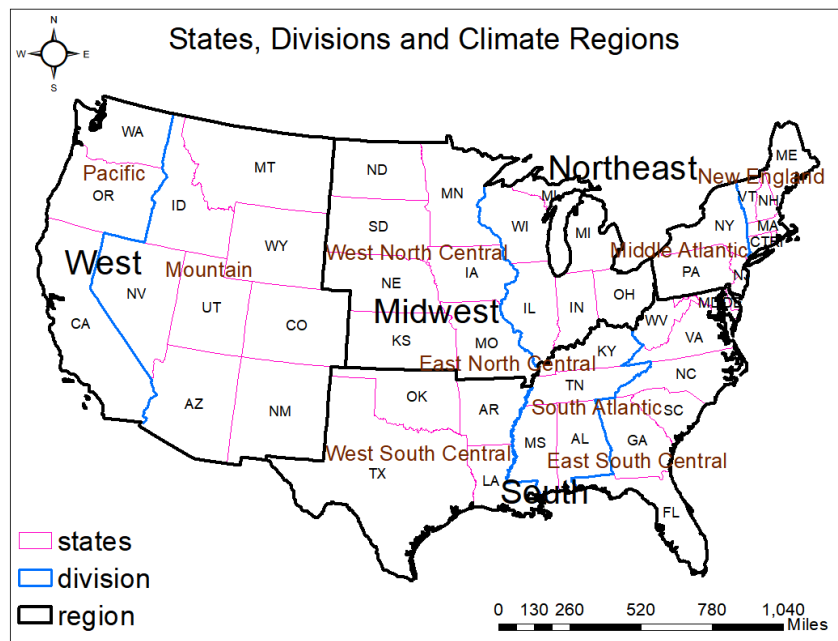 N
W E
S
States, Divisions and Climate Regions
WA
MT
ND
MN
ME
Northeast
New England
Pacific
OR
ID
SD
WI
MI
MI
VT
NH
NY
MA
WY
West North Central
Middle Atlantic
CT
RI
West
Mountain
IA
PA
NE
NV
UT
Midwest
IL
IN
OH
MD
DE
CA
CO
KS
MO
WV
VA
KY
East North Central
NC
TN
OK
AZ
NM
AR
South Atlantic
SC
MS
AL
GA
West South Central
East South Central
TX
LA
South
FL
states
division
region
0 130 260 520 780 1,040
Miles